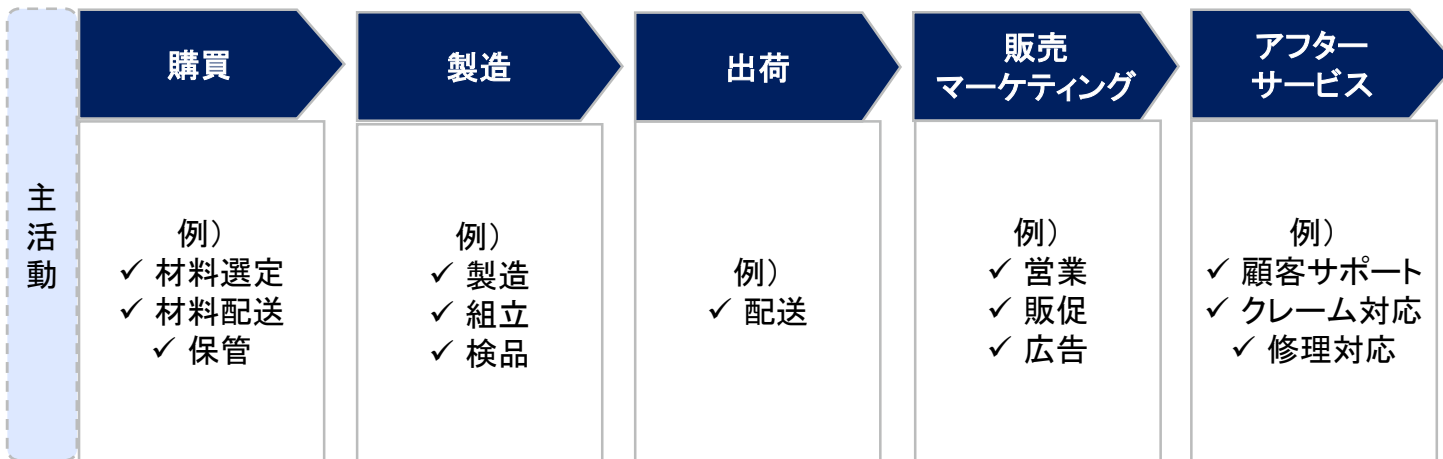 主活動
購買
例）
✓ 材料選定
✓ 材料配送
✓ 保管
製造
例）
✓ 製造
✓ 組立
✓ 検品
出荷
例）
✓ 配送
販売
マーケティング
例）
✓ 営業
✓ 販促
✓ 広告
アフター
サービス
例）
✓ 顧客サポート
✓ クレーム対応
✓ 修理対応